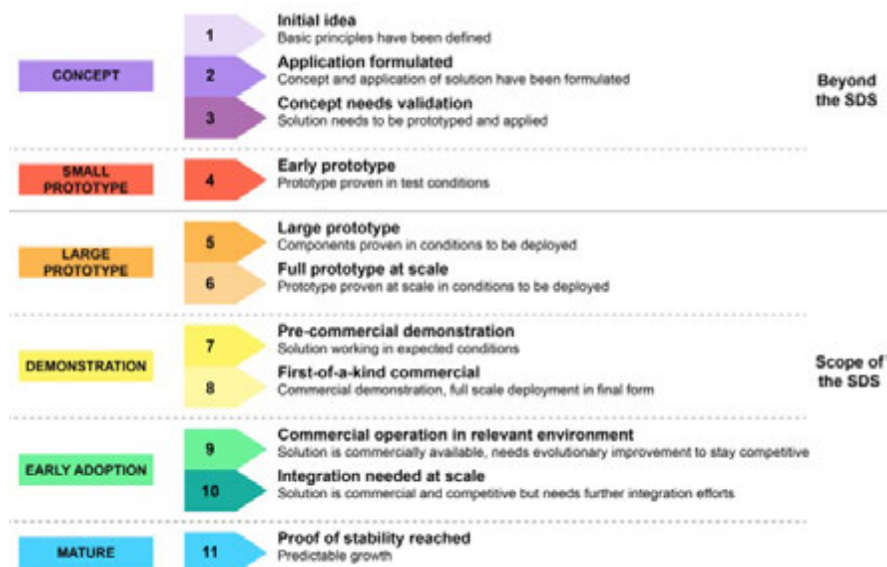 Initial idea
1
Basic principles have been defined
Application formulated
CONCEPT
2
Concept and application of solution have been formulated
Beyond
the SDS
Concept needs validation
3
Solution needs to be prototyped and applied
SMALL
PROTOTYPE
4
Early prototype
Prototype proven in test conditions
Large prototype
5
Components proven in conditions to be deployed
LARGE
PROTOTYPE
Full prototype at scale
6
Prototype proven at scale in conditions to be deployed
Pre-commercial demonstration
7
Solution working in expected conditions
DEMONSTRATION
First-of-a-kind commercial
8
Commercial demonstration, full scale deployment in final form
Scope of
the SDS
Commercial operation in relevant environment
9
Solution is commercially available, needs evolutionary improvement to stay competitive
EARLY ADOPTION
Integration needed at scale
10
Solution is commercial and competitive but needs further integration efforts
MATURE
11
Proof of stability reached
Predictable growth